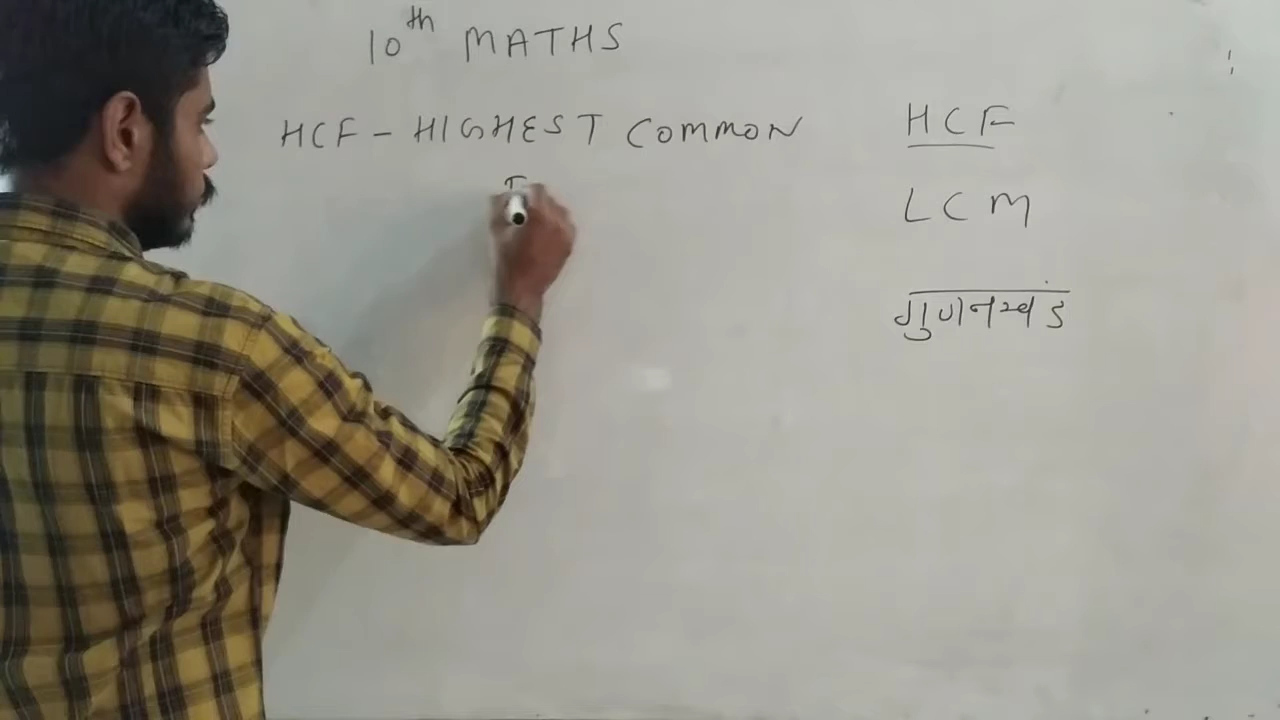 10th MATHS
HCF - HIGHEST COMMON
HCF
LCM
गुणनखंड